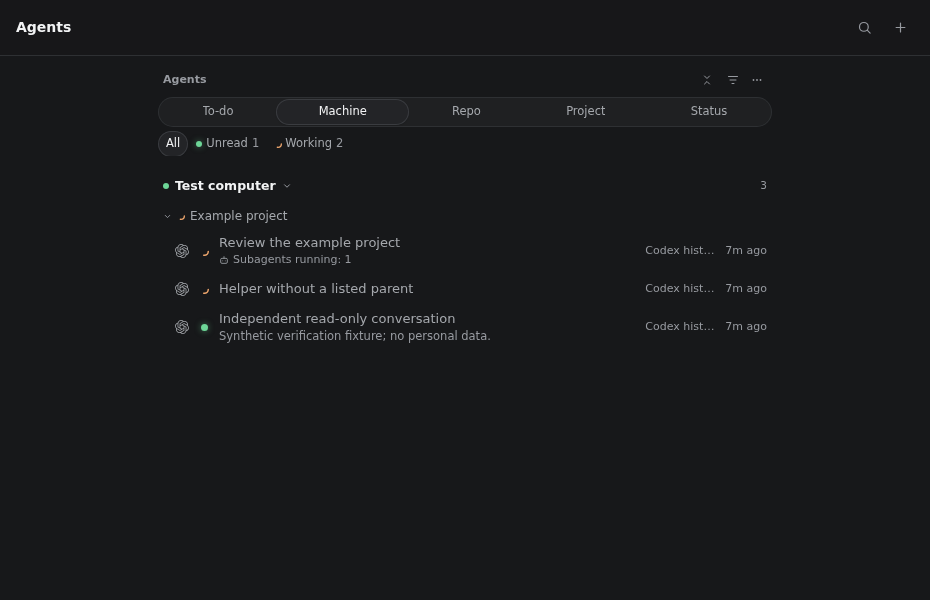 Agents
Agents
To-do Machine Repo Project Status
All Unread 1 Working 2
Test computer 3
Example project
Review the example project
Subagents running: 1
Codex hist… 7m ago
Helper without a listed parent Codex hist… 7m ago
Independent read-only conversation
Synthetic verification fixture; no personal data.
Codex hist… 7m ago